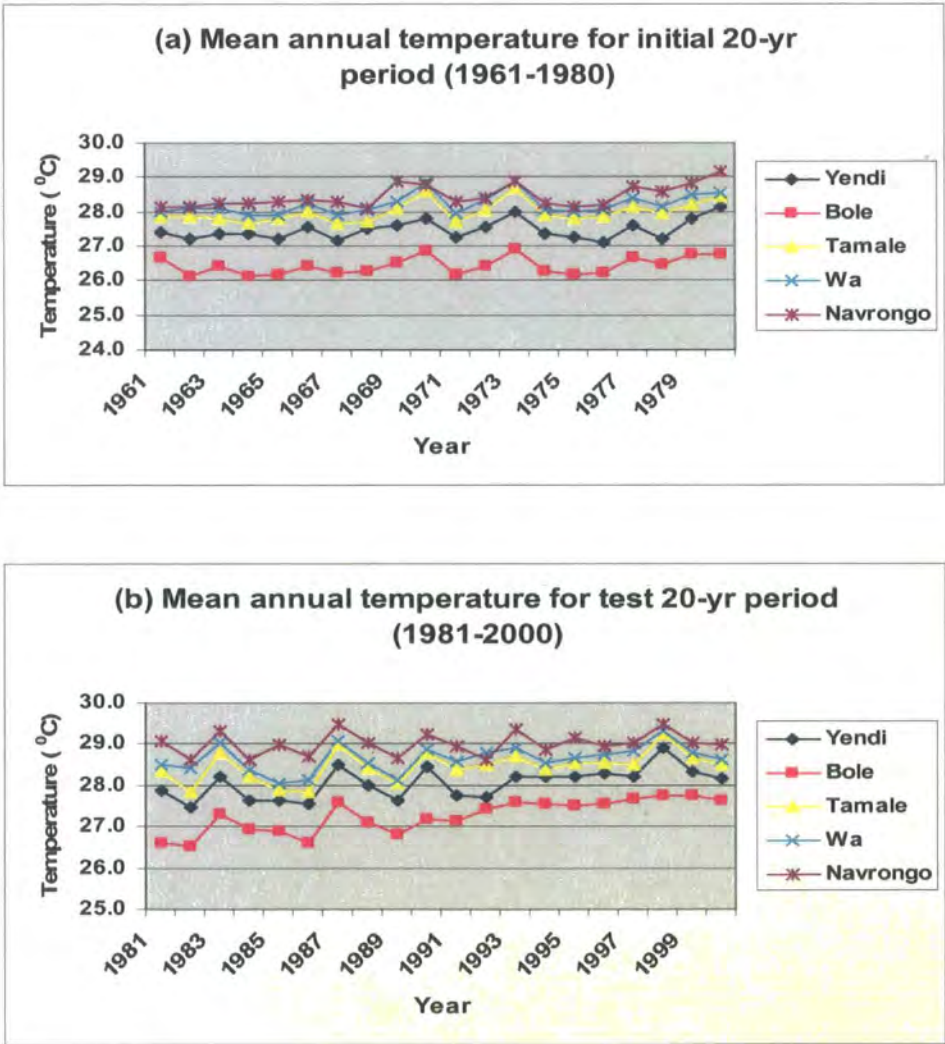 (a) Mean annual temperature for initial 20-yr
period (1961-1980)
Temperature ( ⁰C)
30.0
29.0
28.0
27.0
26.0
25.0
24.0
1961
1963
1965
1967
1969
1971
1973
1975
1977
1979
Year
Yendi
Bole
Tamale
Wa
Navrongo
(b) Mean annual temperature for test 20-yr period
(1981-2000)
Temperature ( ⁰C)
30.0
29.0
28.0
27.0
26.0
25.0
1981
1983
1985
1987
1989
1991
1993
1995
1997
1999
Year
Yendi
Bole
Tamale
Wa
Navrongo